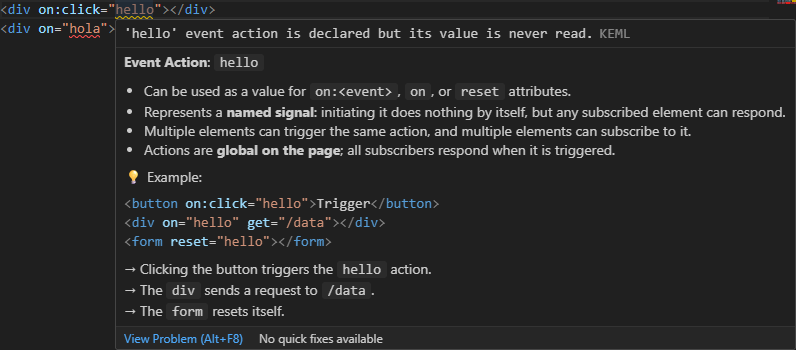 <div on:click="hello"></div>
<div on="hola">
'hello' event action is declared but its value is never read. KEML
Event Action: hello
• Can be used as a value for on:<event>, on, or reset attributes.
• Represents a named signal: initiating it does nothing by itself, but any subscribed element can respond.
• Multiple elements can trigger the same action, and multiple elements can subscribe to it.
• Actions are global on the page; all subscribers respond when it is triggered.
💡 Example:
<button on:click="hello">Trigger</button>
<div on="hello" get="/data"></div>
<form reset="hello"></form>
→ Clicking the button triggers the hello action.
→ The div sends a request to /data.
→ The form resets itself.
View Problem (Alt+F8) No quick fixes available